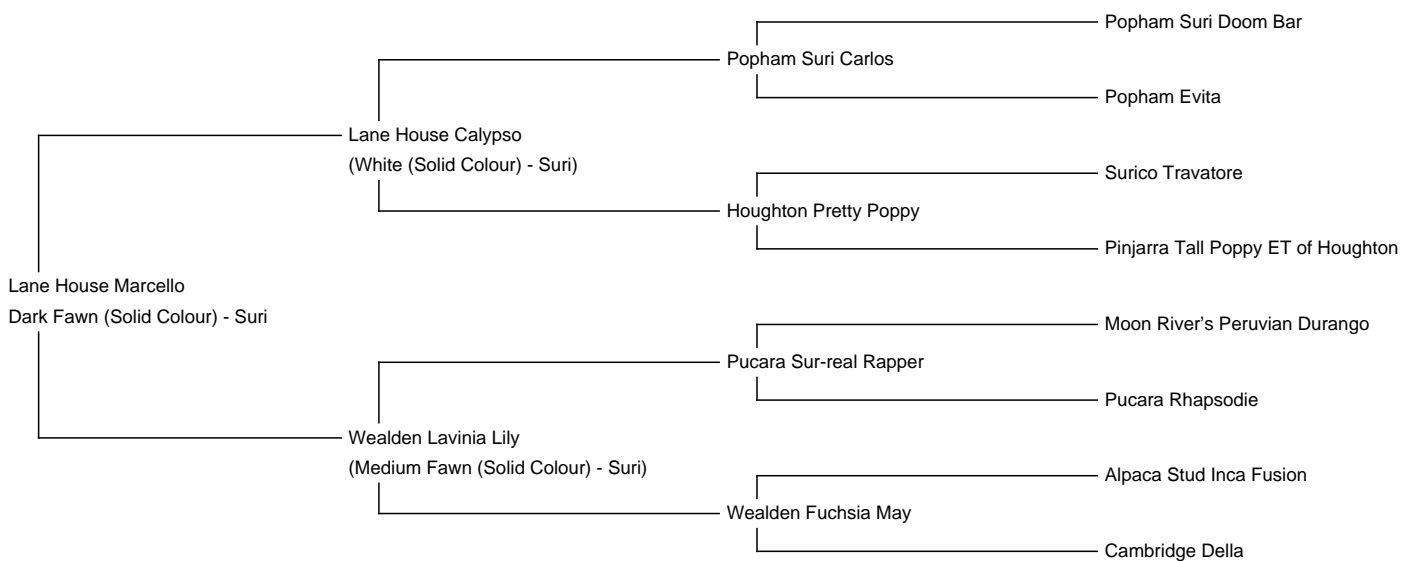 Popham Suri Doom Bar
Popham Suri Carlos
Popham Evita
Lane House Calypso
(White (Solid Colour) - Suri)
Surico Travatore
Houghton Pretty Poppy
Pinjarra Tall Poppy ET of Houghton
Lane House Marcello
Dark Fawn (Solid Colour) - Suri
Moon River's Peruvian Durango
Pucara Sur-real Rapper
Pucara Rhapsodie
Wealden Lavinia Lily
(Medium Fawn (Solid Colour) - Suri)
Alpaca Stud Inca Fusion
Wealden Fuchsia May
Cambridge Della